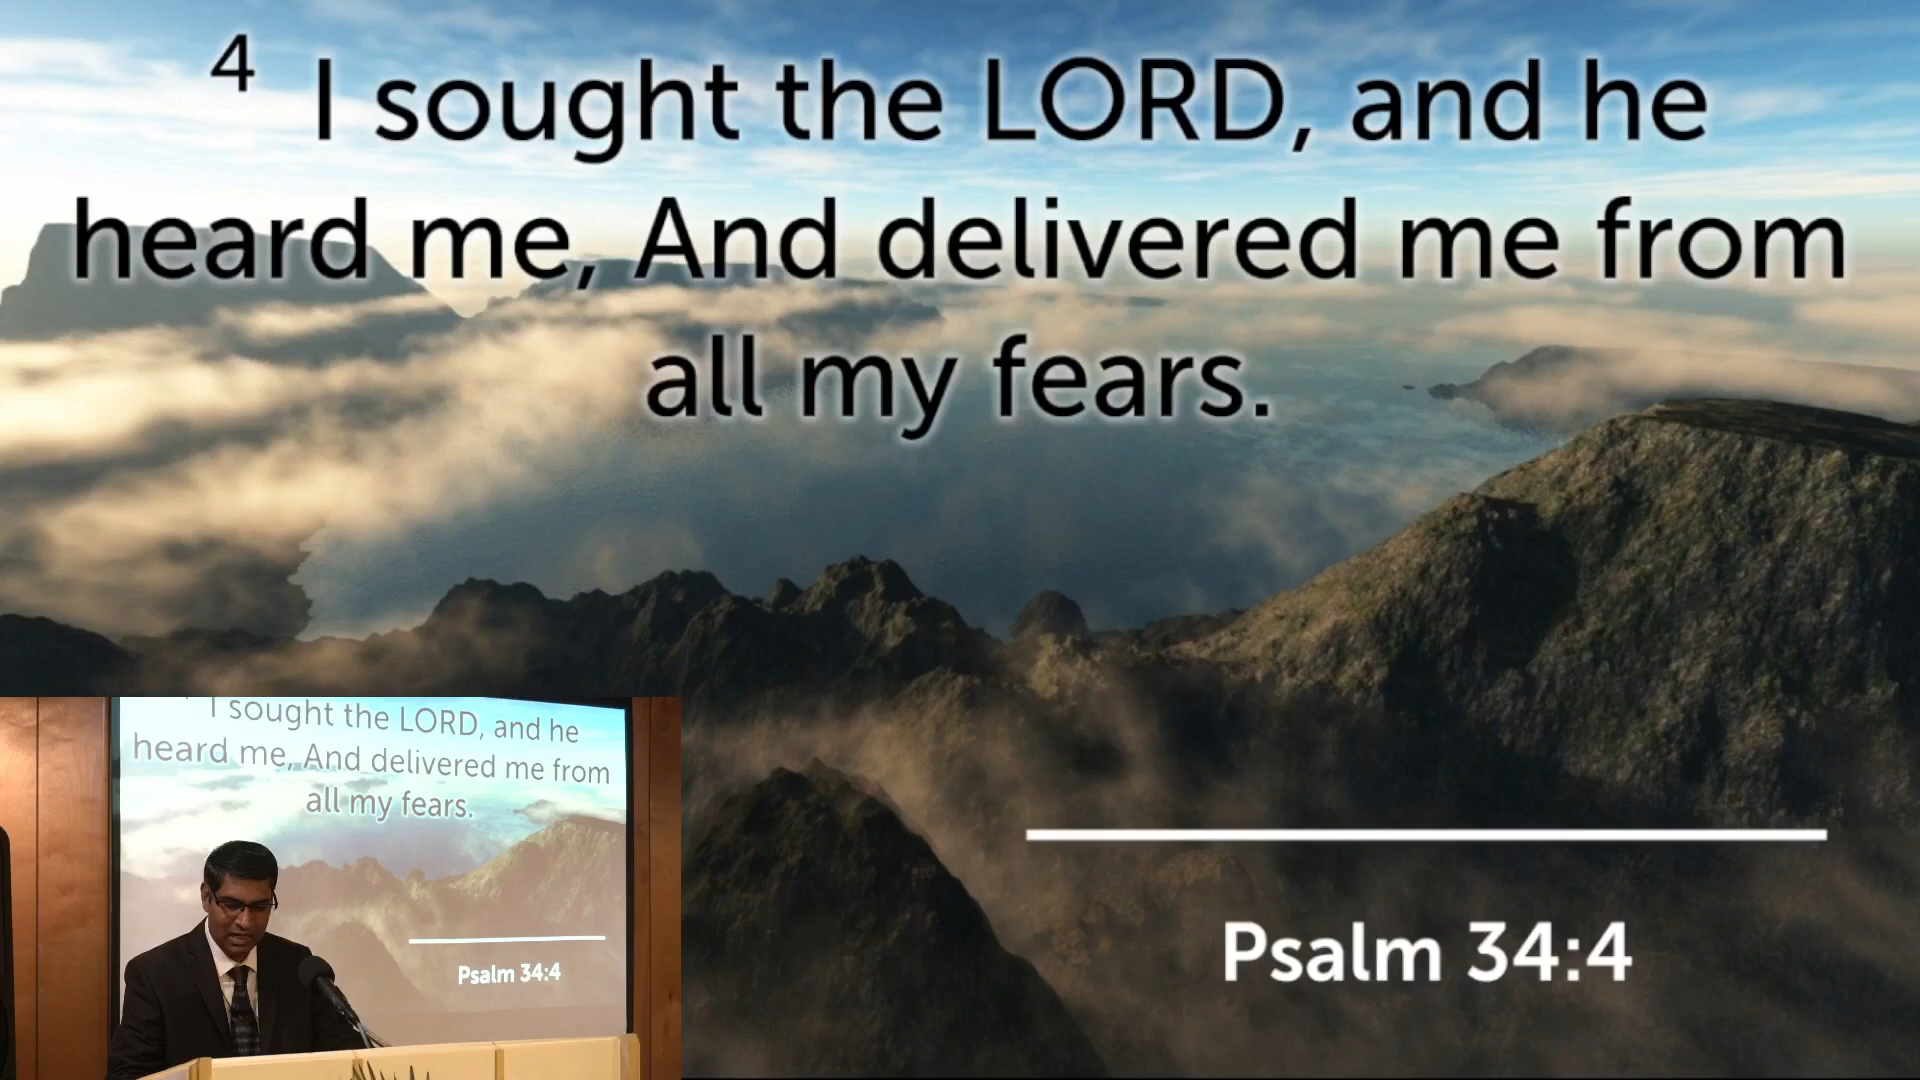 4 I sought the LORD, and he
heard me, And delivered me from
all my fears.
Psalm 34:4
I sought the LORD, and he
heard me, And delivered me from
all my fears.
Psalm 34:4